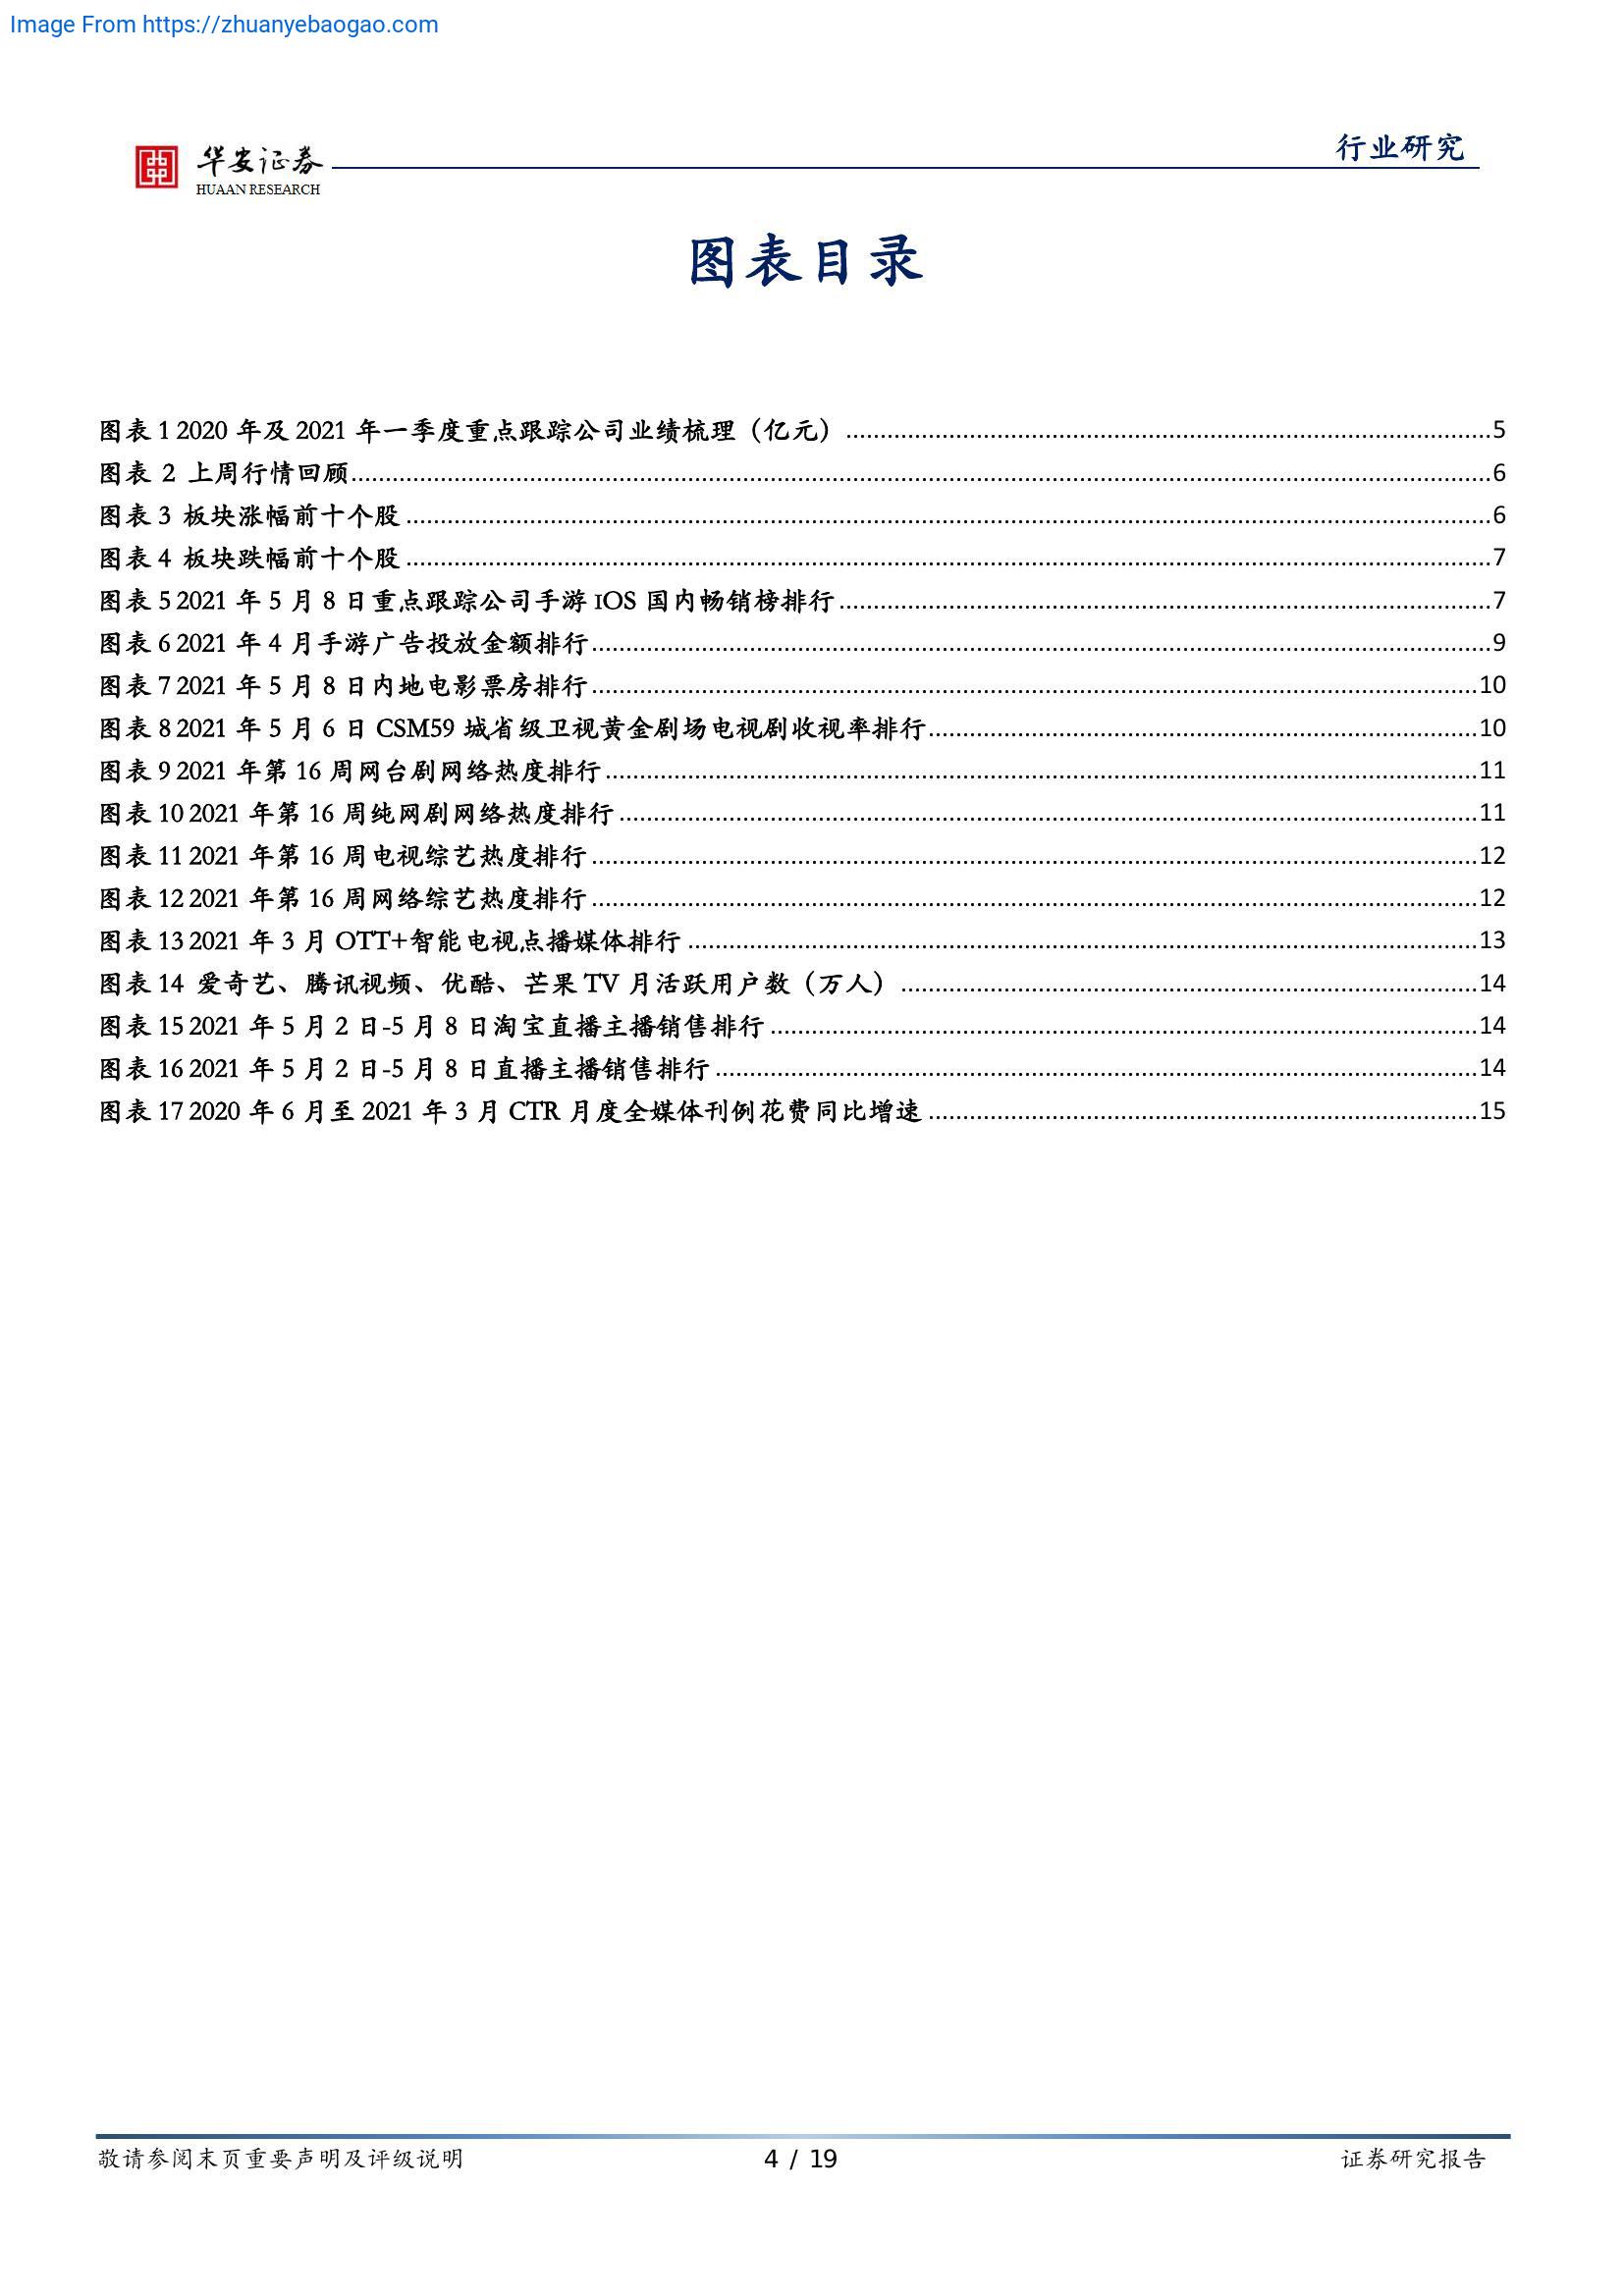 Image From https://zhuanyebaogao.com
华安证券
HUAAN RESEARCH
行业研究
图表目录
图表 1 2020 年及 2021 年一季度重点跟踪公司业绩梳理（亿元）........5
图表 2 上周行情回顾........6
图表 3 板块涨幅前十个股........6
图表 4 板块跌幅前十个股........7
图表 5 2021 年 5 月 8 日重点跟踪公司手游 IOS 国内畅销榜排行........7
图表 6 2021 年 4 月手游广告投放金额排行........9
图表 7 2021 年 5 月 8 日内地电影票房排行........10
图表 8 2021 年 5 月 6 日 CSM59 城省级卫视黄金剧场电视剧收视率排行........10
图表 9 2021 年第 16 周网台剧网络热度排行........11
图表 10 2021 年第 16 周纯网剧网络热度排行........11
图表 11 2021 年第 16 周电视综艺热度排行........12
图表 12 2021 年第 16 周网络综艺热度排行........12
图表 13 2021 年 3 月 OTT+智能电视点播媒体排行........13
图表 14 爱奇艺、腾讯视频、优酷、芒果 TV 月活跃用户数（万人）........14
图表 15 2021 年 5 月 2 日-5 月 8 日淘宝直播主播销售排行........14
图表 16 2021 年 5 月 2 日-5 月 8 日直播主播销售排行........14
图表 17 2020 年 6 月至 2021 年 3 月 CTR 月度全媒体刊例花费同比增速........15
敬请参阅末页重要声明及评级说明
4 / 19
证券研究报告